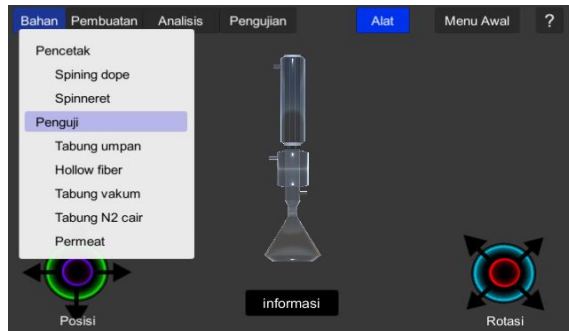 Bahan Pembuatan Analisis Pengujian Alat Menu Awal ?
Pencetak
Spining dope
Spinneret
Penguji
Tabung umpan
Hollow fiber
Tabung vakum
Tabung N2 cair
Permeat
informasi
Posisi
Rotasi